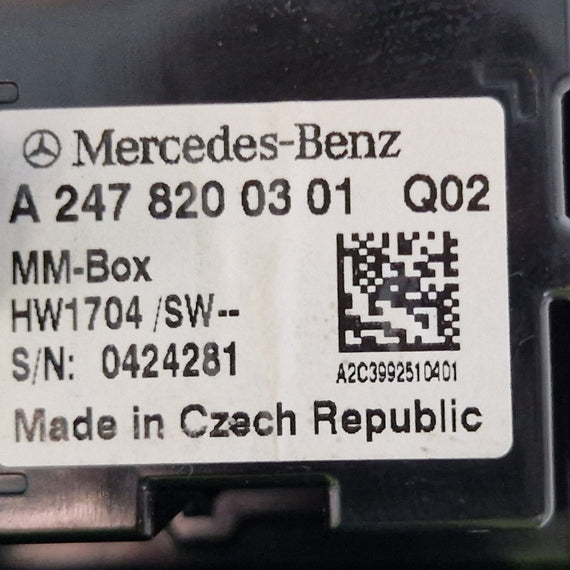 Mercedes-Benz
A 247 820 03 01 Q02
MM-Box
HW1704 /SW--
S/N: 0424281
A2C3992510401
Made in Czech Republic